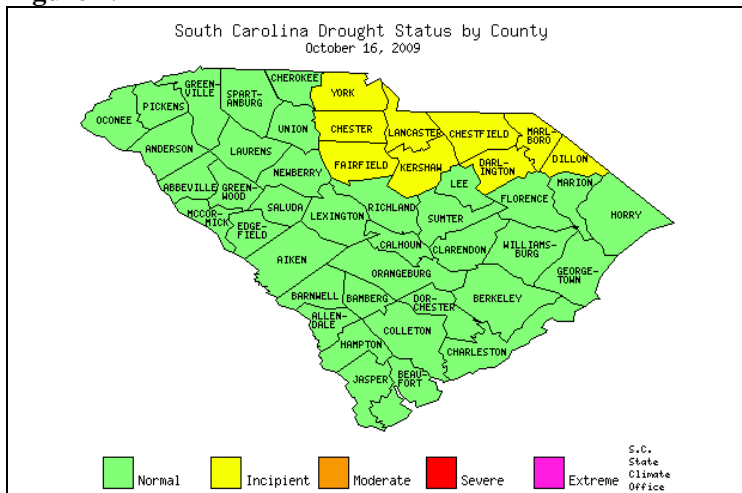 South Carolina Drought Status by County
October 16, 2009
CHEROKEE
GREEN-
VILLE
SPART-
ANBURG
YORK
PICKENS
OCONEE
UNION
CHESTER
LANCASTER
CHESTFIELD
MARL-
BORO
ANDERSON
LAURENS
FAIRFIELD
KERSHAW
DARL-
INGTON
DILLON
NEWBERRY
ABBEVILLE
GREEN-
WOOD
LEE
MARION
FLORENCE
SALUDA
RICHLAND
HORRY
MCCOR-
MICK
EDGE-
FIELD
LEXINGTON
SUMTER
CALHOUN
CLARENDON
WILLIAMS-
BURG
AIKEN
ORANGEBURG
GEORGE-
TOWN
BARNWELL
BAMBERG
DOR-
CHESTER
BERKELEY
ALLEN-
DALE
COLLETON
HAMPTON
CHARLESTON
JASPER
BEAU-
FORT
Normal
Incipient
Moderate
Severe
Extreme
S.C.
State
Climate
Office